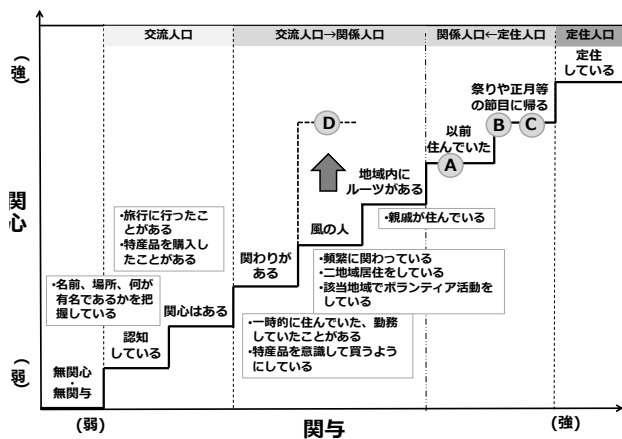 交流人口
交流人口→関係人口
関係人口←定住人口
定住人口
(強)
関心
(弱)
定住
している
祭りや正月等
の節目に帰る
B
C
D
以前
住んでいた
A
地域内に
ルーツがある
・親戚が住んでいる
・旅行に行ったこ
とがある
・特産品を購入し
たことがある
風の人
関わりが
ある
・頻繁に関わっている
・二地域居住をしている
・該当地域でボランティア活動を
している
・名前、場所、何が
有名であるかを把
握している
関心はある
・一時的に住んでいた、勤務
していたことがある
・特産品を意識して買うよう
にしている
認知
している
無関心
・
無関与
(弱)
関与
(強)